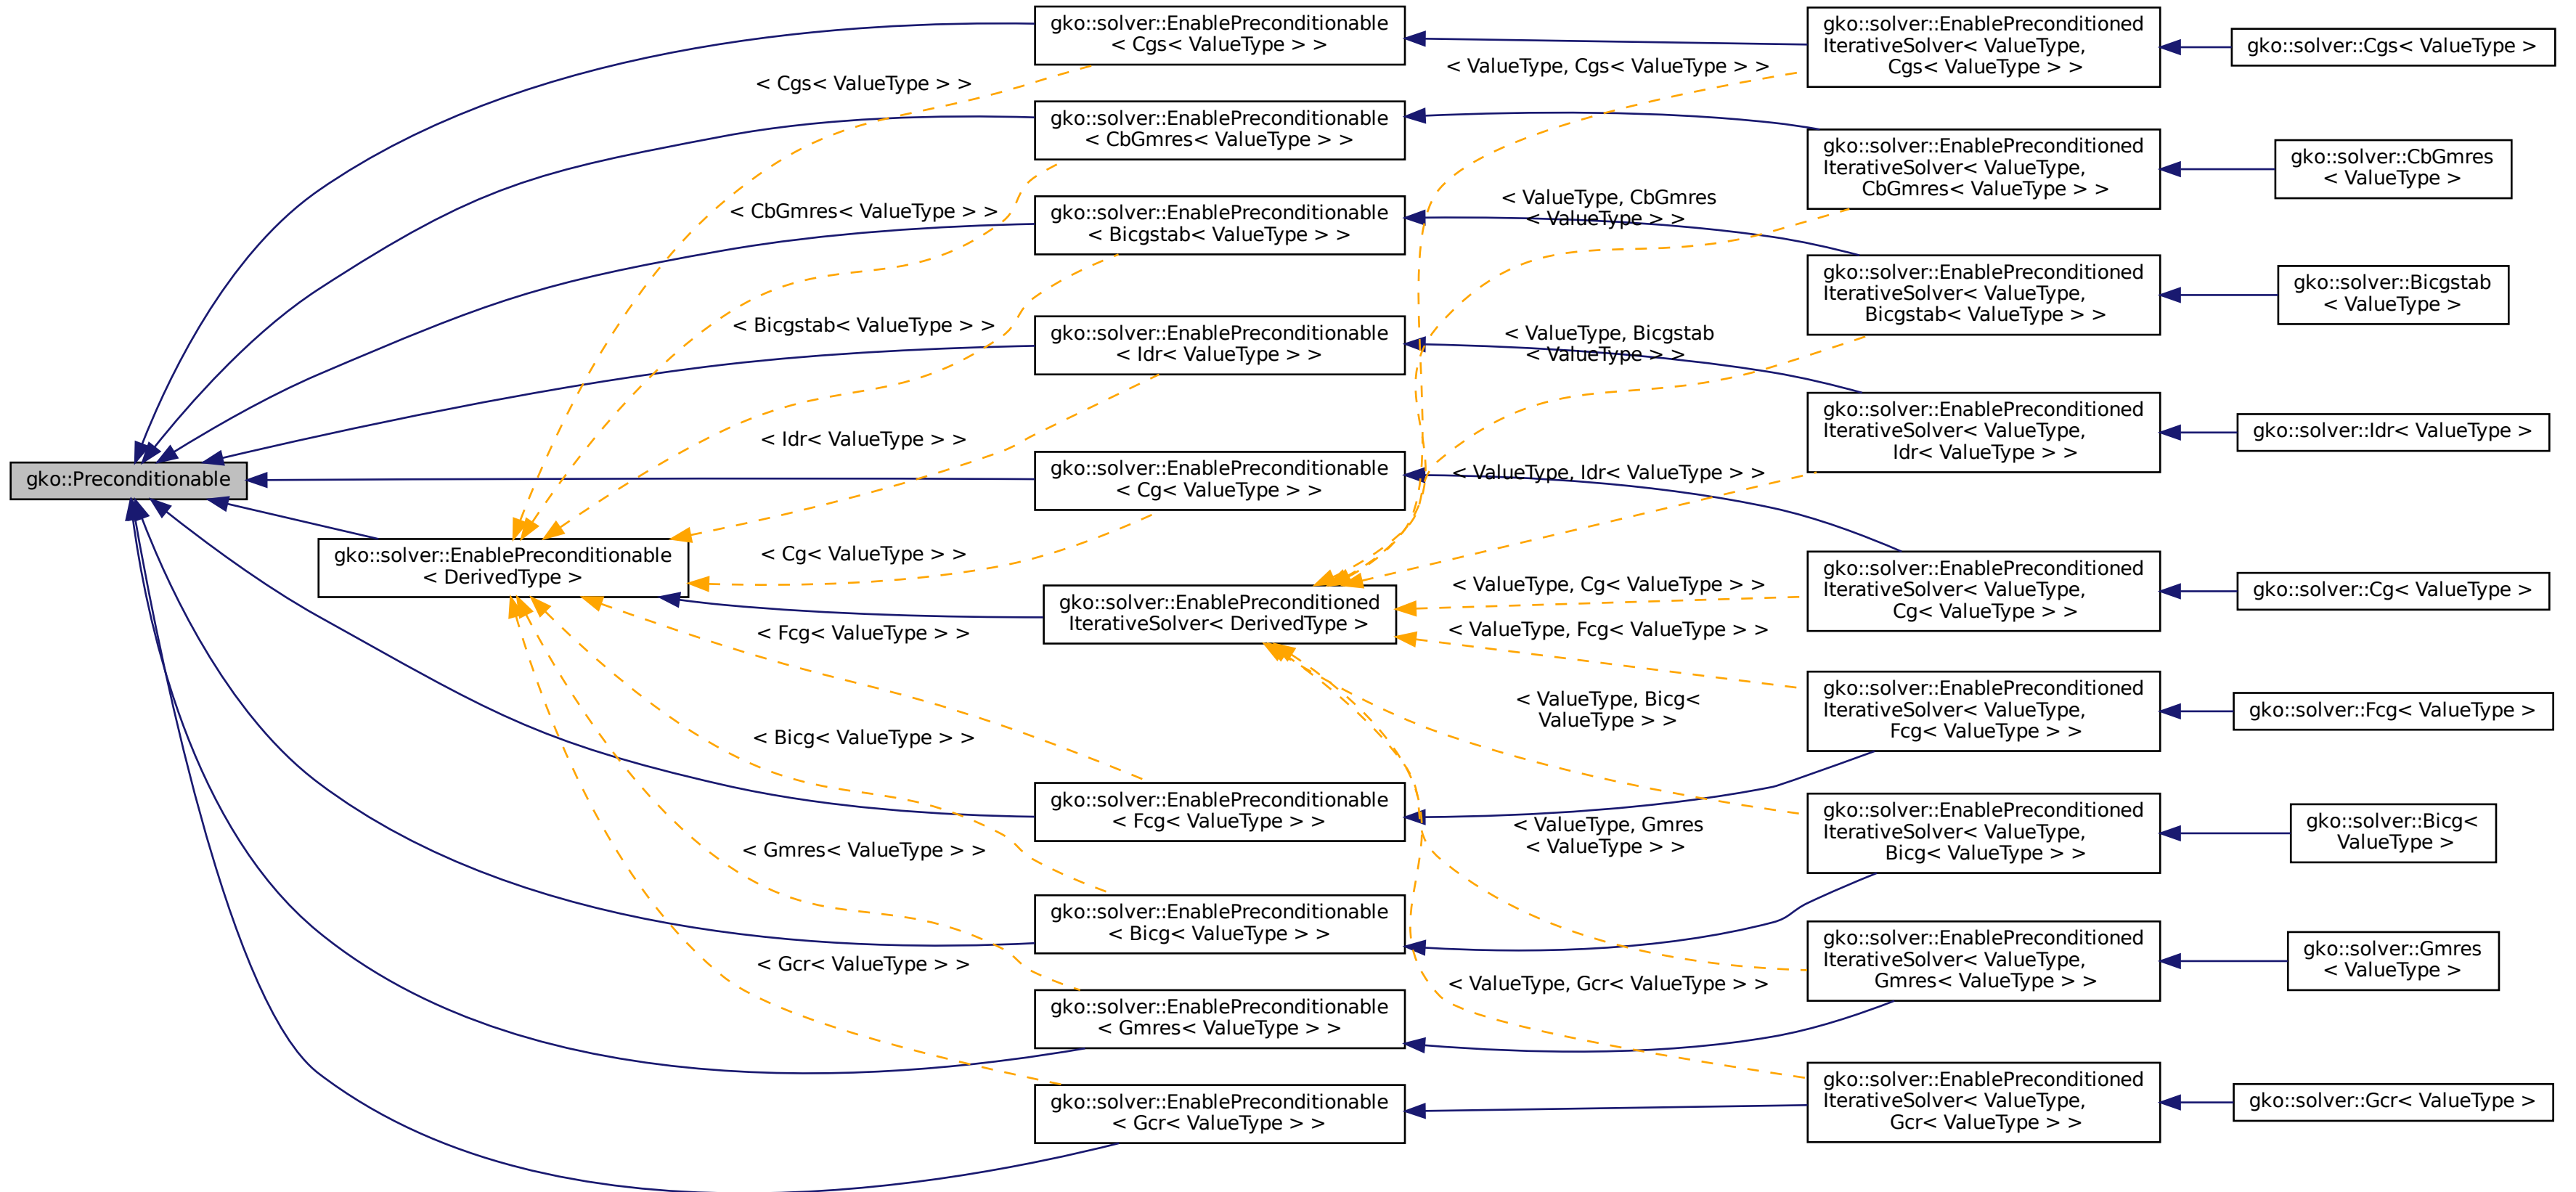 gko::Preconditionable
gko::solver::EnablePreconditionable
< DerivedType >
< Cgs< ValueType > >
< CbGmres< ValueType > >
< Bicgstab< ValueType > >
< Idr< ValueType > >
< Cg< ValueType > >
< Fcg< ValueType > >
< Bicg< ValueType > >
< Gmres< ValueType > >
< Gcr< ValueType > >
gko::solver::EnablePreconditionable
< Cgs< ValueType > >
gko::solver::EnablePreconditionable
< CbGmres< ValueType > >
gko::solver::EnablePreconditionable
< Bicgstab< ValueType > >
gko::solver::EnablePreconditionable
< Idr< ValueType > >
gko::solver::EnablePreconditionable
< Cg< ValueType > >
gko::solver::EnablePreconditioned
IterativeSolver< DerivedType >
gko::solver::EnablePreconditionable
< Fcg< ValueType > >
gko::solver::EnablePreconditionable
< Bicg< ValueType > >
gko::solver::EnablePreconditionable
< Gmres< ValueType > >
gko::solver::EnablePreconditionable
< Gcr< ValueType > >
< ValueType, Cgs< ValueType > >
< ValueType, CbGmres
< ValueType > >
< ValueType, Bicgstab
< ValueType > >
< ValueType, Idr< ValueType > >
< ValueType, Cg< ValueType > >
< ValueType, Fcg< ValueType > >
< ValueType, Bicg<
ValueType > >
< ValueType, Gmres
< ValueType > >
< ValueType, Gcr< ValueType > >
gko::solver::EnablePreconditioned
IterativeSolver< ValueType,
Cgs< ValueType > >
gko::solver::EnablePreconditioned
IterativeSolver< ValueType,
CbGmres< ValueType > >
gko::solver::EnablePreconditioned
IterativeSolver< ValueType,
Bicgstab< ValueType > >
gko::solver::EnablePreconditioned
IterativeSolver< ValueType,
Idr< ValueType > >
gko::solver::EnablePreconditioned
IterativeSolver< ValueType,
Cg< ValueType > >
gko::solver::EnablePreconditioned
IterativeSolver< ValueType,
Fcg< ValueType > >
gko::solver::EnablePreconditioned
IterativeSolver< ValueType,
Bicg< ValueType > >
gko::solver::EnablePreconditioned
IterativeSolver< ValueType,
Gmres< ValueType > >
gko::solver::EnablePreconditioned
IterativeSolver< ValueType,
Gcr< ValueType > >
gko::solver::Cgs< ValueType >
gko::solver::CbGmres
< ValueType >
gko::solver::Bicgstab
< ValueType >
gko::solver::Idr< ValueType >
gko::solver::Cg< ValueType >
gko::solver::Fcg< ValueType >
gko::solver::Bicg<
ValueType >
gko::solver::Gmres
< ValueType >
gko::solver::Gcr< ValueType >